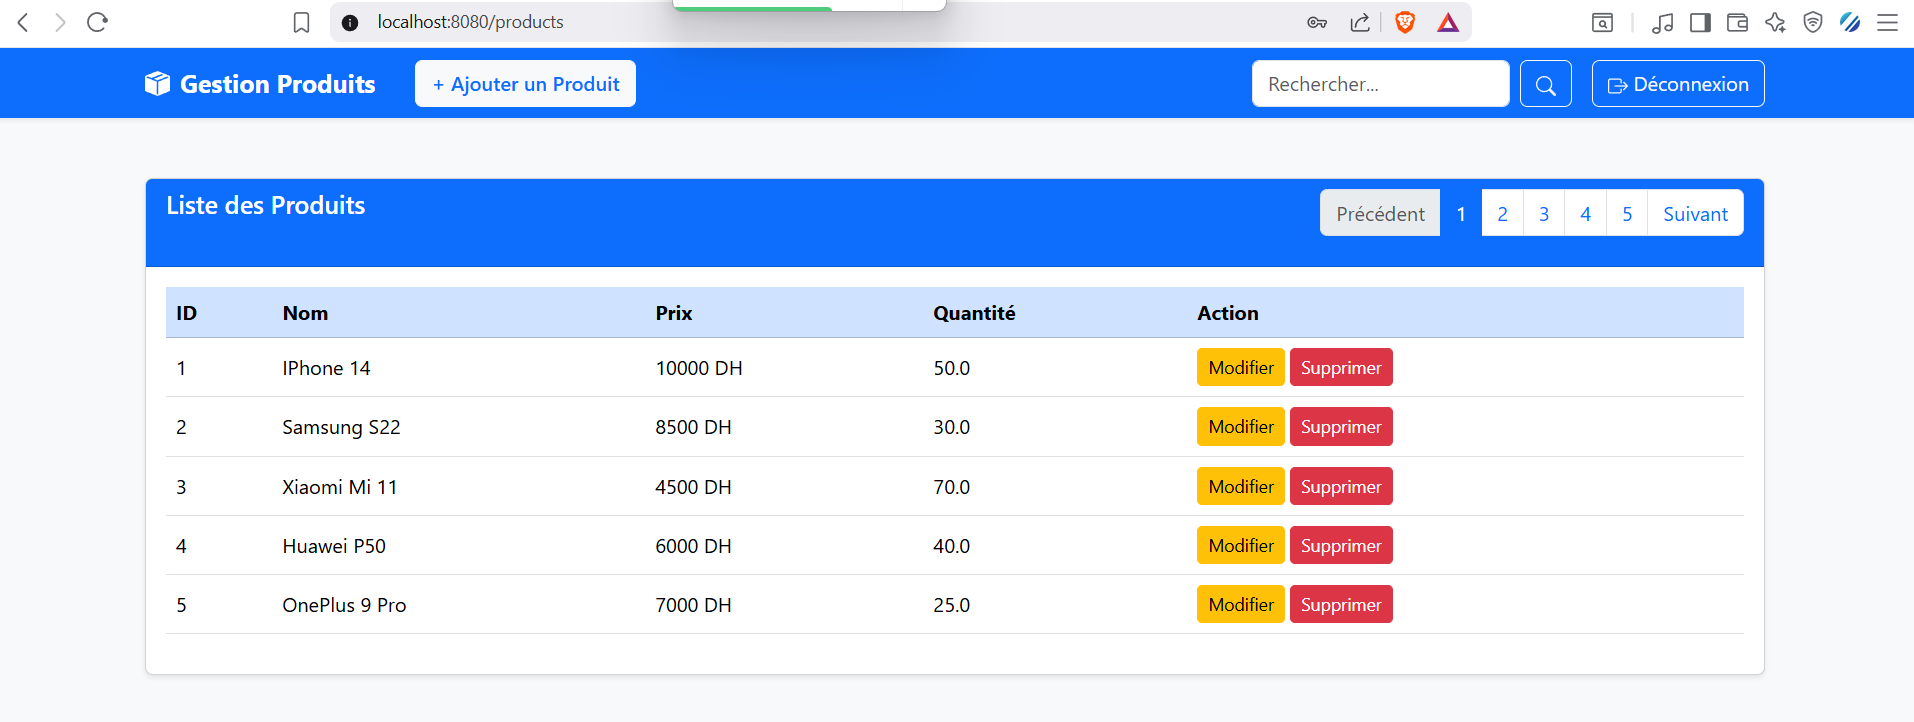 localhost:8080/products
Gestion Produits + Ajouter un Produit Rechercher... Déconnexion
Liste des Produits Précédent 1 2 3 4 5 Suivant
ID Nom Prix Quantité Action
1 IPhone 14 10000 DH 50.0 Modifier Supprimer
2 Samsung S22 8500 DH 30.0 Modifier Supprimer
3 Xiaomi Mi 11 4500 DH 70.0 Modifier Supprimer
4 Huawei P50 6000 DH 40.0 Modifier Supprimer
5 OnePlus 9 Pro 7000 DH 25.0 Modifier Supprimer